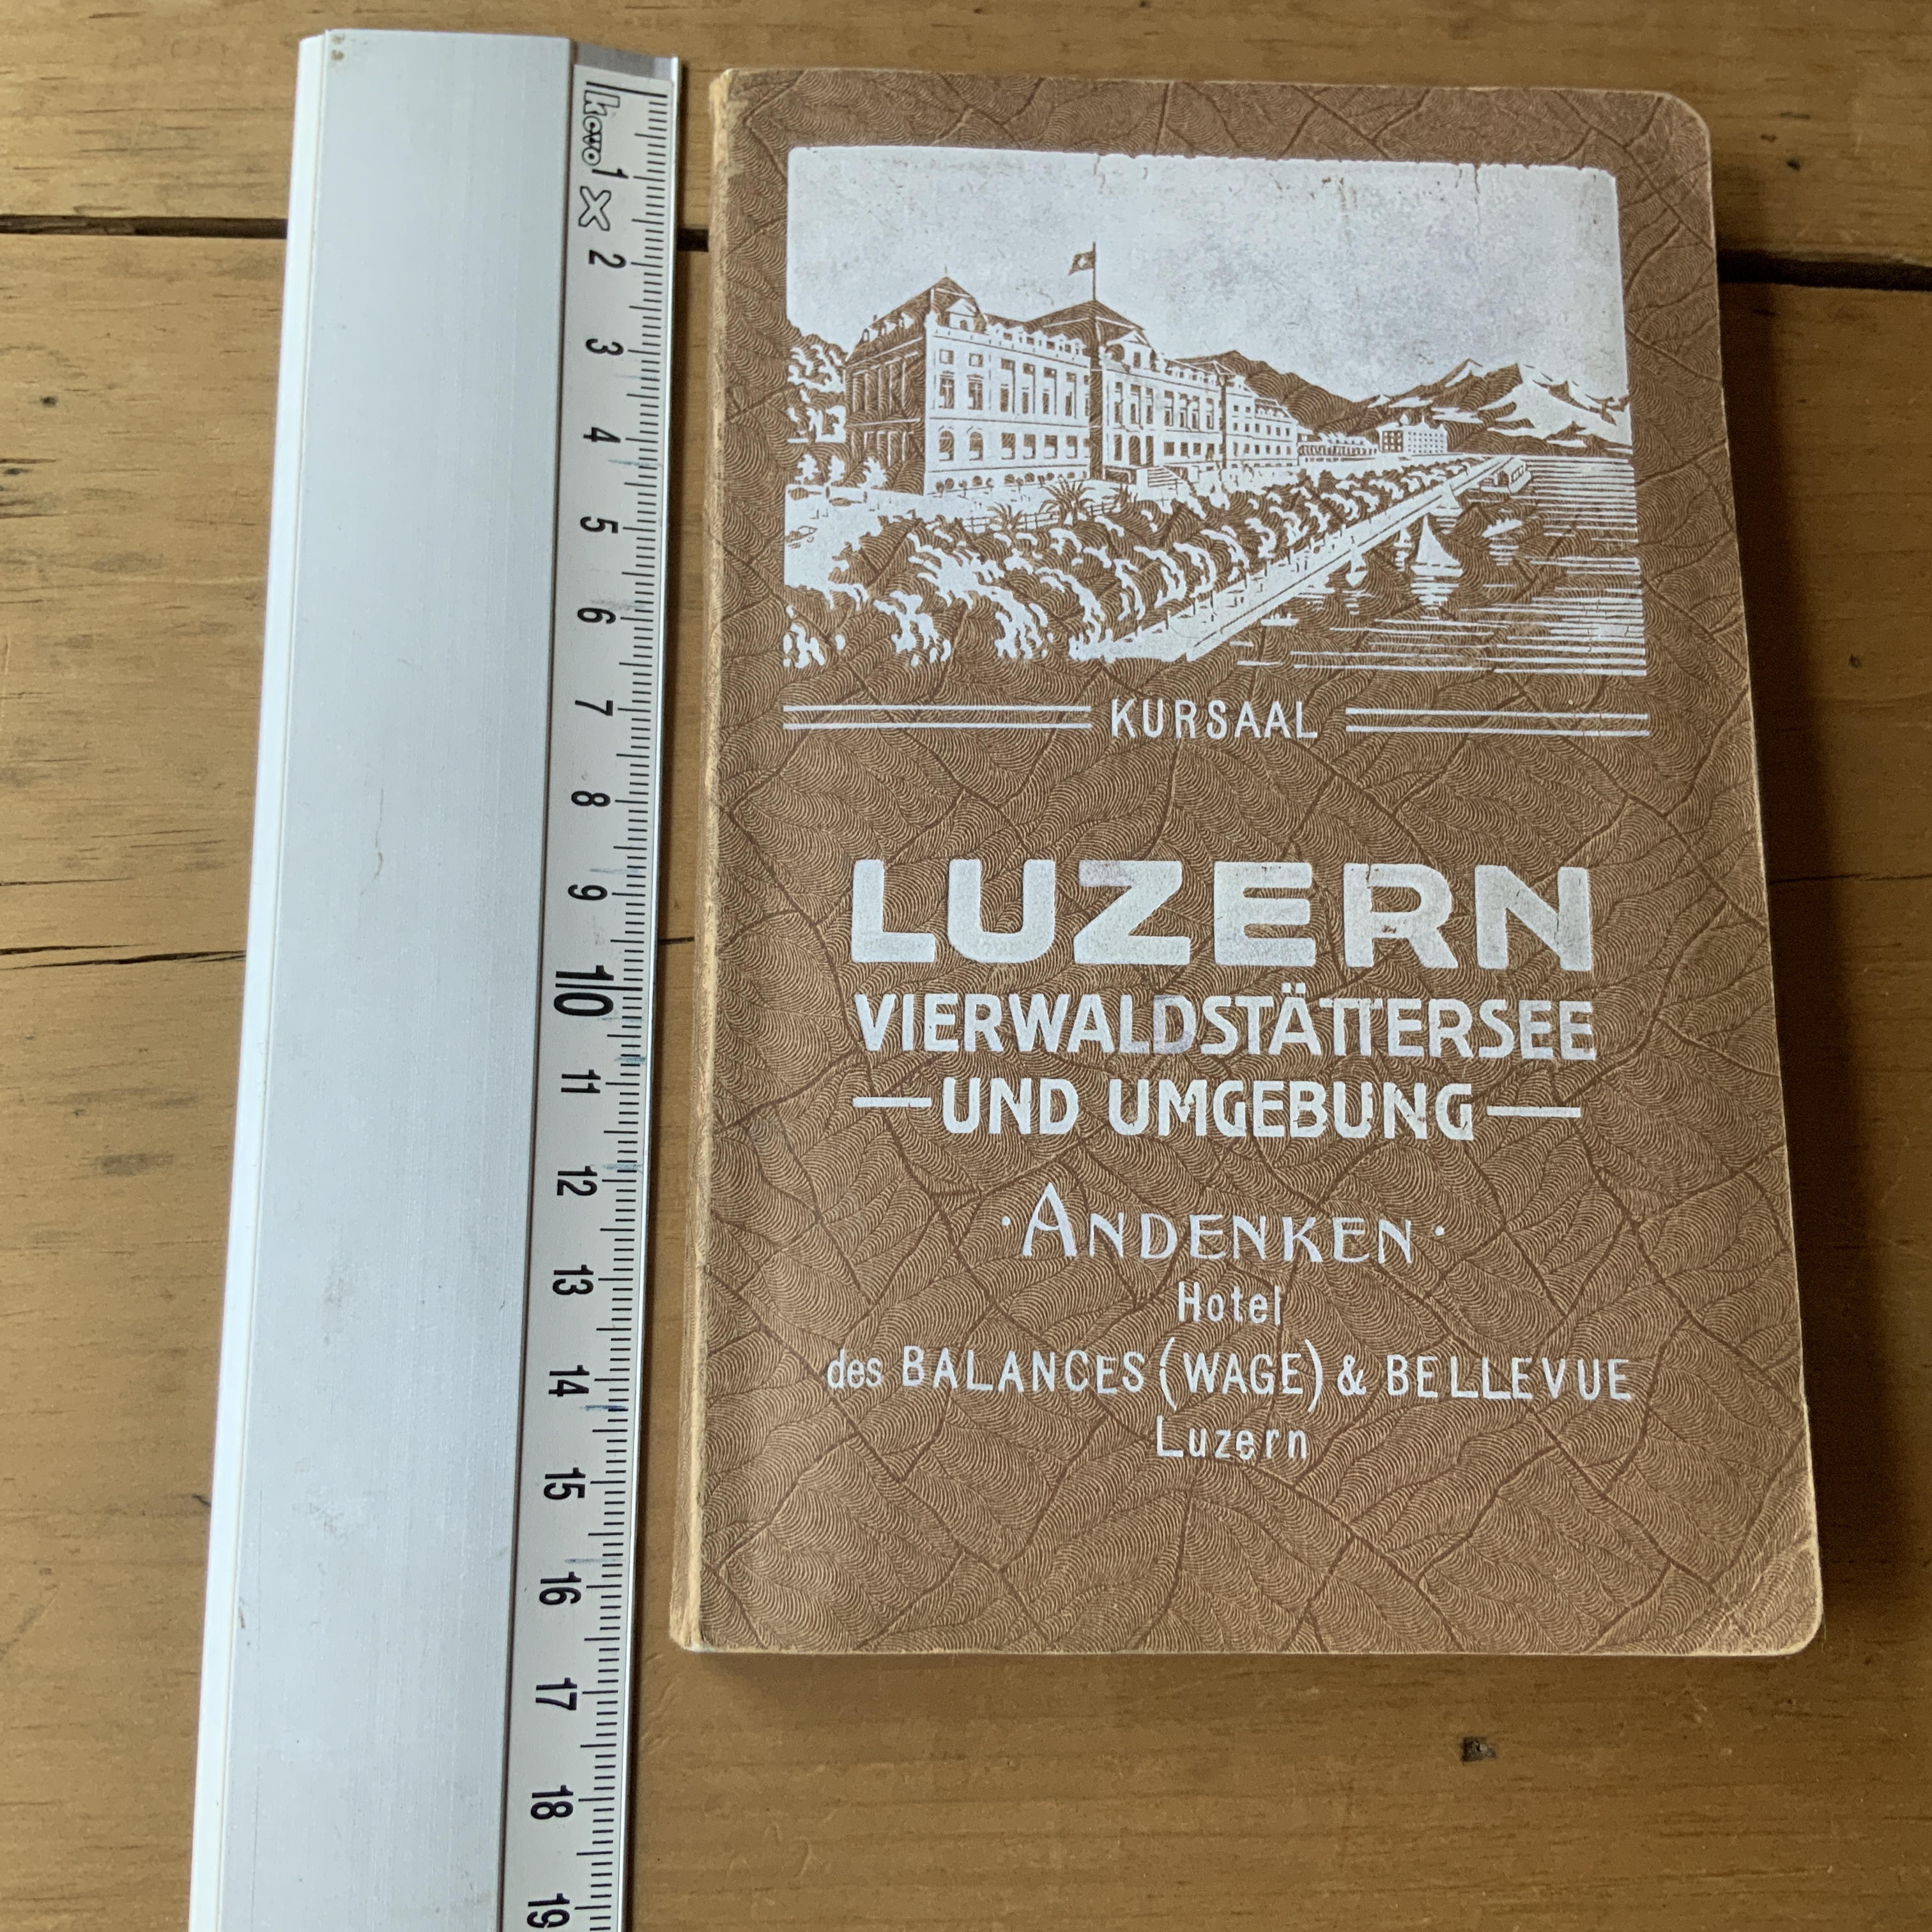 KURSAAL
LUZERN
VIERWALDSTÄTTERSEE
UND UMGEBUNG
· ANDENKEN ·
Hotel
des BALANCES (WAGE) & BELLEVUE
Luzern
1
2
3
4
5
6
7
8
9
10
11
12
13
14
15
16
17
18
19